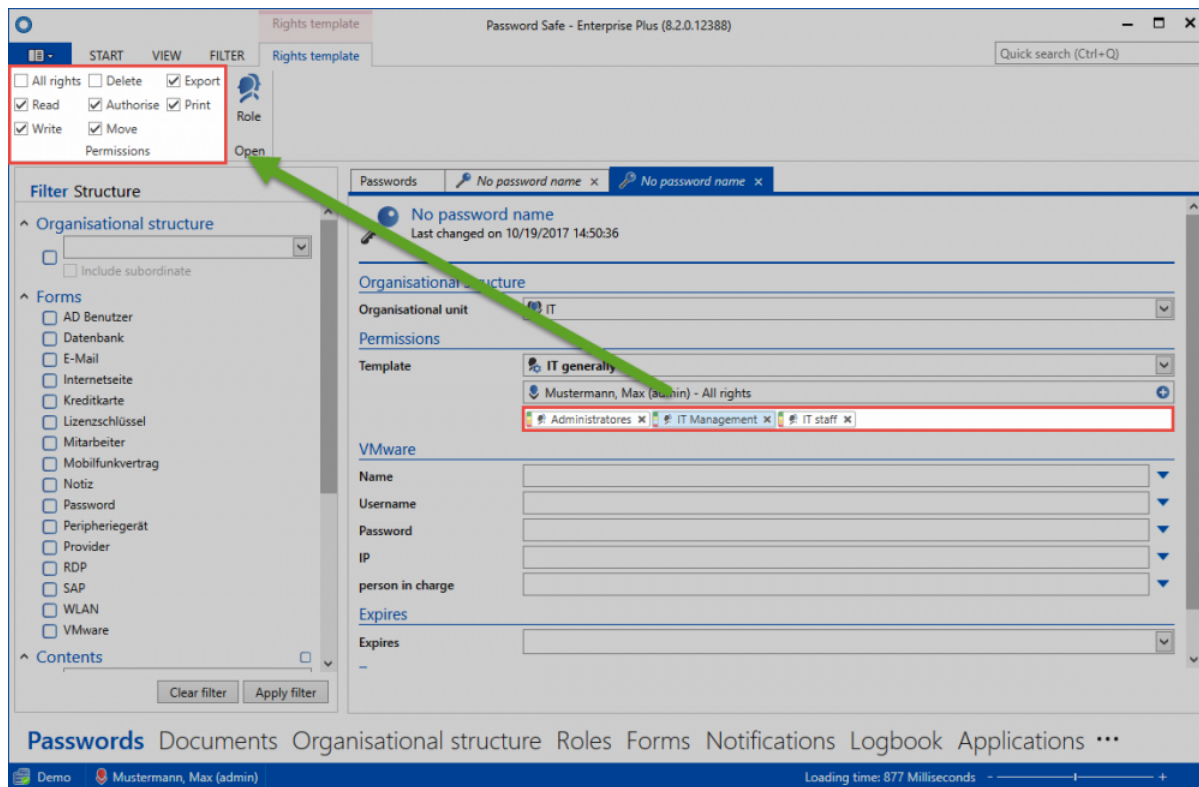 Rights template
Password Safe - Enterprise Plus (8.2.0.12388)
START VIEW FILTER Rights template
Quick search (Ctrl+Q)
All rights Delete Export
Read Authorise Print
Write Move
Permissions
Role
Open
Filter Structure
Organisational structure
Include subordinate
Forms
AD Benutzer
Datenbank
E-Mail
Internetseite
Kreditkarte
Lizenzschlüssel
Mitarbeiter
Mobilfunkvertrag
Notiz
Password
Peripheriegerät
Provider
RDP
SAP
WLAN
VMware
Contents
Clear filter Apply filter
Passwords No password name × No password name ×
No password name
Last changed on 10/19/2017 14:50:36
Organisational structure
Organisational unit IT
Permissions
Template IT generally
Mustermann, Max (admin) - All rights
Administratores × IT Management × IT staff ×
VMware
Name
Username
Password
IP
person in charge
Expires
Expires
Passwords Documents Organisational structure Roles Forms Notifications Logbook Applications •••
Demo Mustermann, Max (admin) Loading time: 877 Milliseconds - +